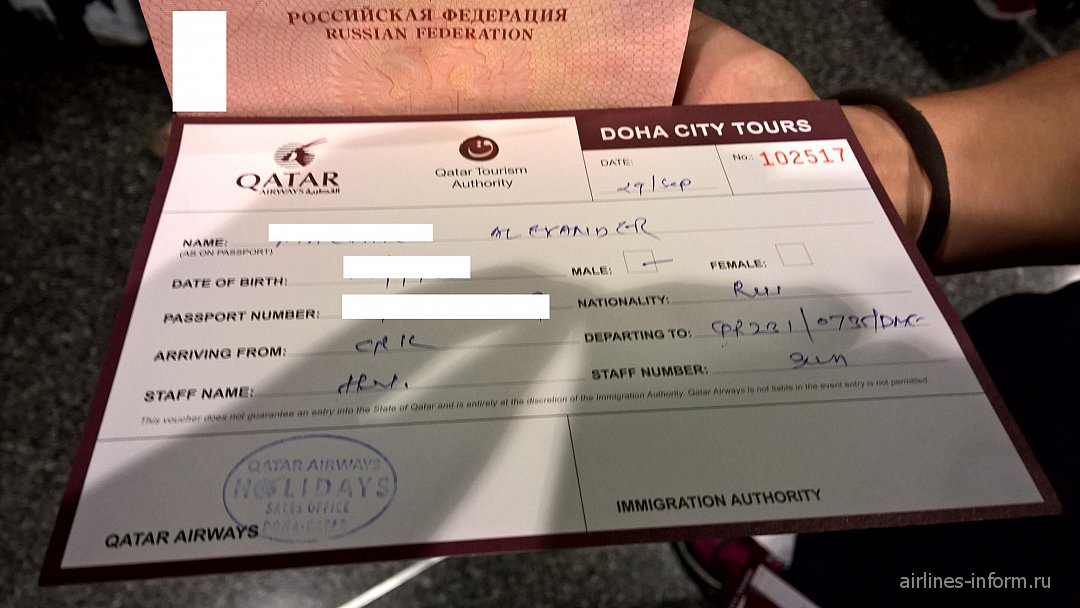 РОССИЙСКАЯ ФЕДЕРАЦИЯ
RUSSIAN FEDERATION
QATAR
AIRWAYS القطرية
Qatar Tourism
Authority
DOHA CITY TOURS
DATE: 29/Sep
No.: 102517
NAME: ALEXANDER
(AS ON PASSPORT)
DATE OF BIRTH:
MALE:
FEMALE:
PASSPORT NUMBER:
NATIONALITY:
ARRIVING FROM:
DEPARTING TO:
STAFF NAME:
STAFF NUMBER:
This voucher does not guarantee an entry into the State of Qatar and is entirely at the discretion of the Immigration Authority. Qatar Airways is not liable in the event entry is not permitted.
QATAR AIRWAYS
HOLIDAYS
SALES OFFICE
DOHA-QATAR
QATAR AIRWAYS
IMMIGRATION AUTHORITY
airlines-inform.ru